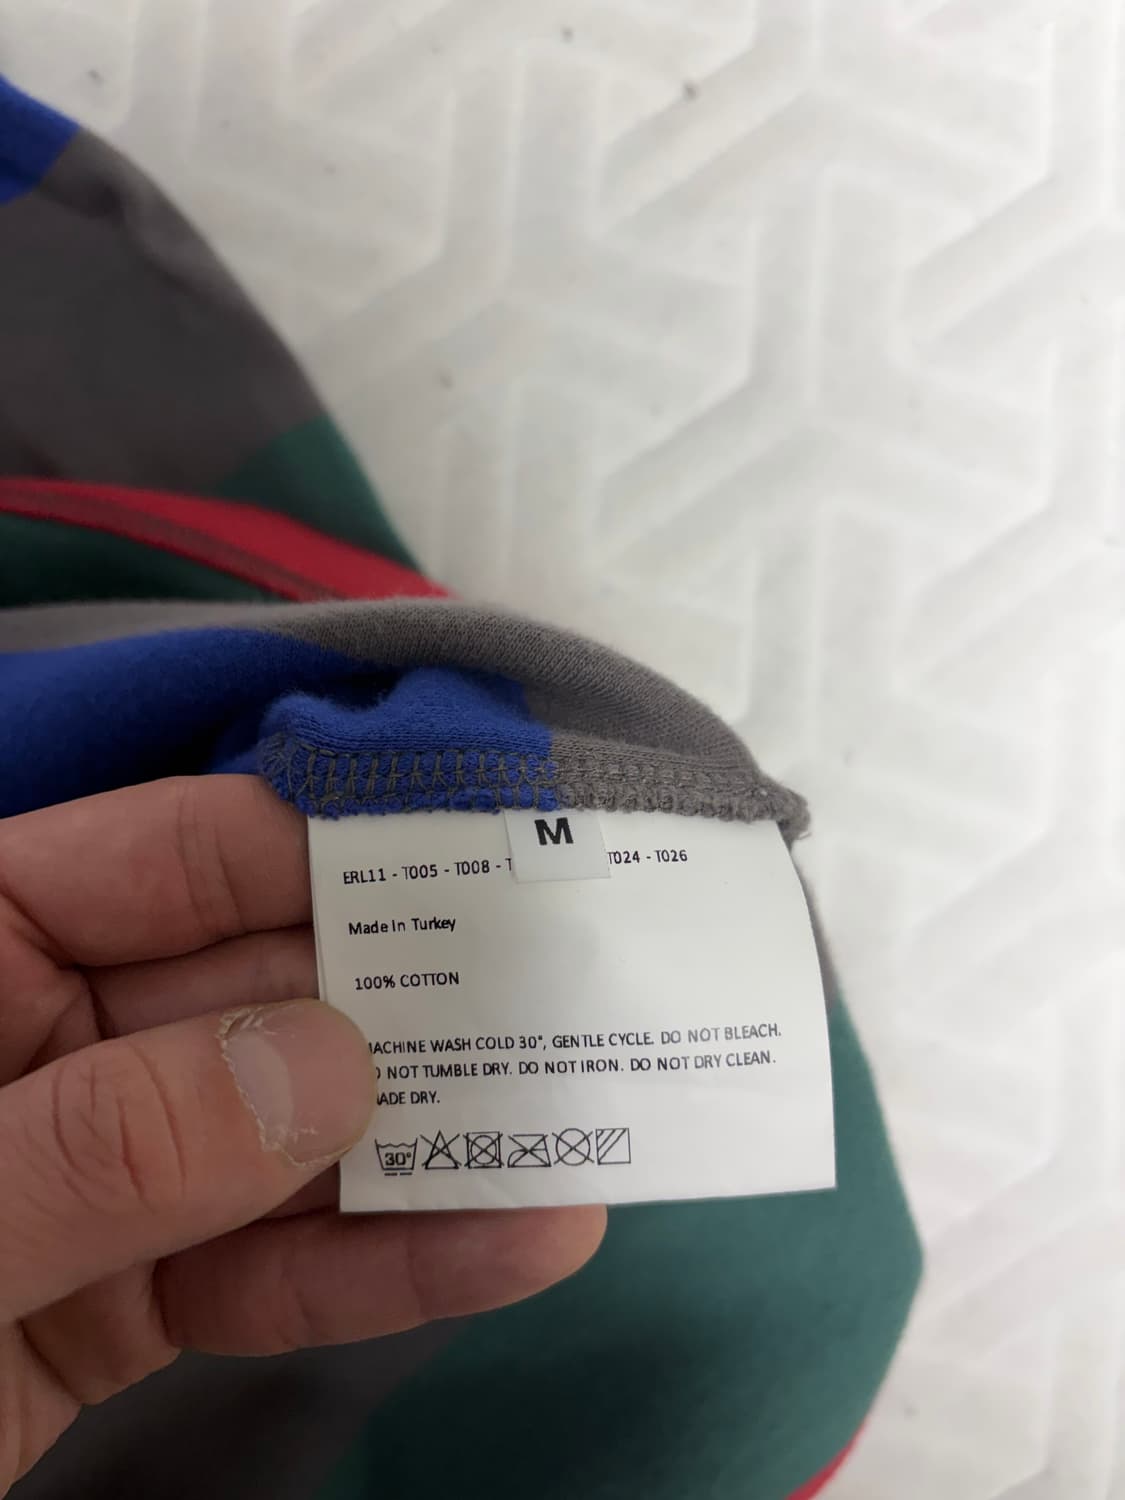 M
ERL11 - T005 - T008 - T024 - T026
Made In Turkey
100% COTTON
MACHINE WASH COLD 30°, GENTLE CYCLE. DO NOT BLEACH.
NOT TUMBLE DRY. DO NOT IRON. DO NOT DRY CLEAN.
DRY.
30°